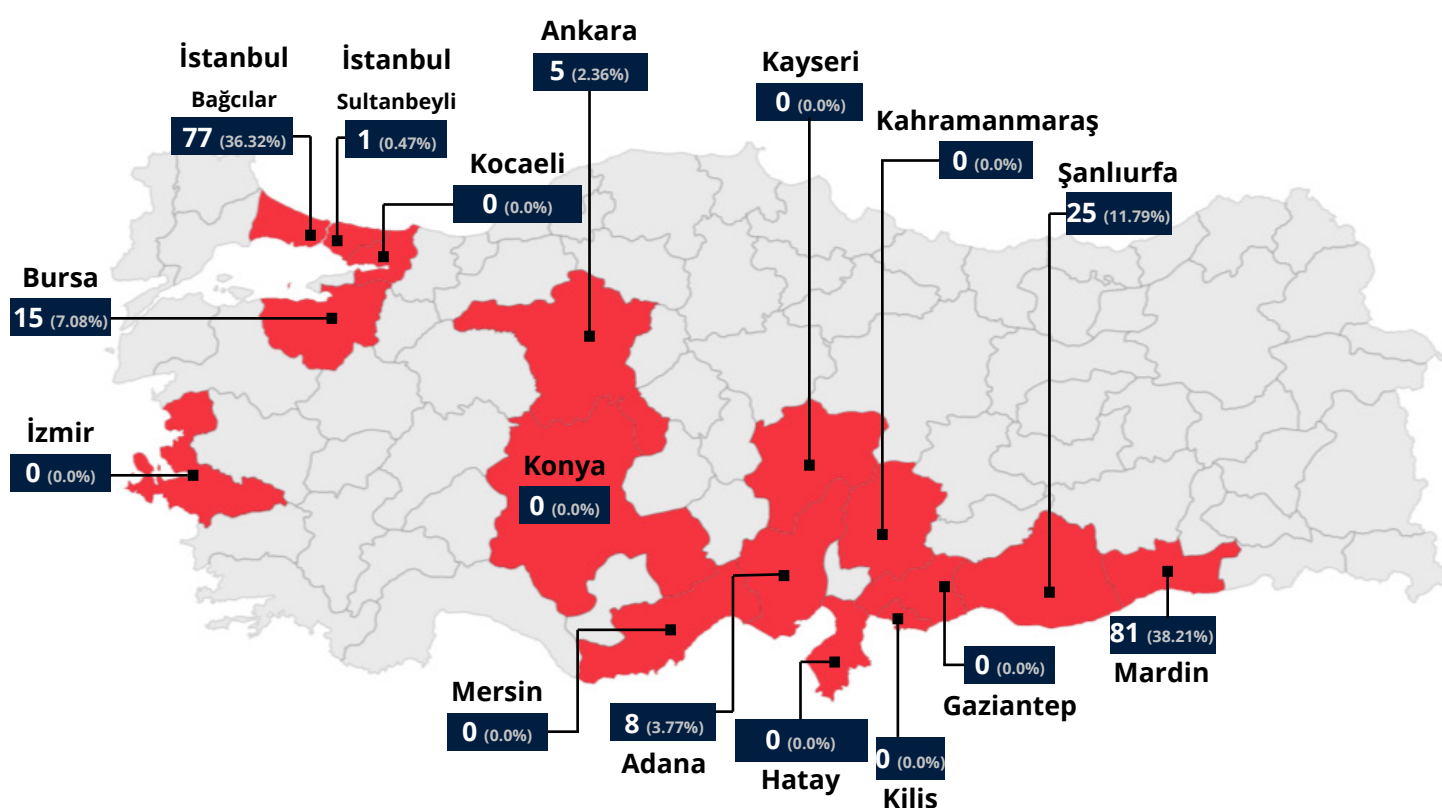 Ankara
5 (2.36%)
İstanbul
Bağcılar
77 (36.32%)
İstanbul
Sultanbeyli
1 (0.47%)
Kayseri
0 (0.0%)
Kahramanmaraş
0 (0.0%)
Kocaeli
0 (0.0%)
Şanlıurfa
25 (11.79%)
Bursa
15 (7.08%)
İzmir
0 (0.0%)
Konya
0 (0.0%)
81 (38.21%)
Mardin
0 (0.0%)
Gaziantep
Mersin
0 (0.0%)
8 (3.77%)
Adana
0 (0.0%)
Hatay
0 (0.0%)
Kilis